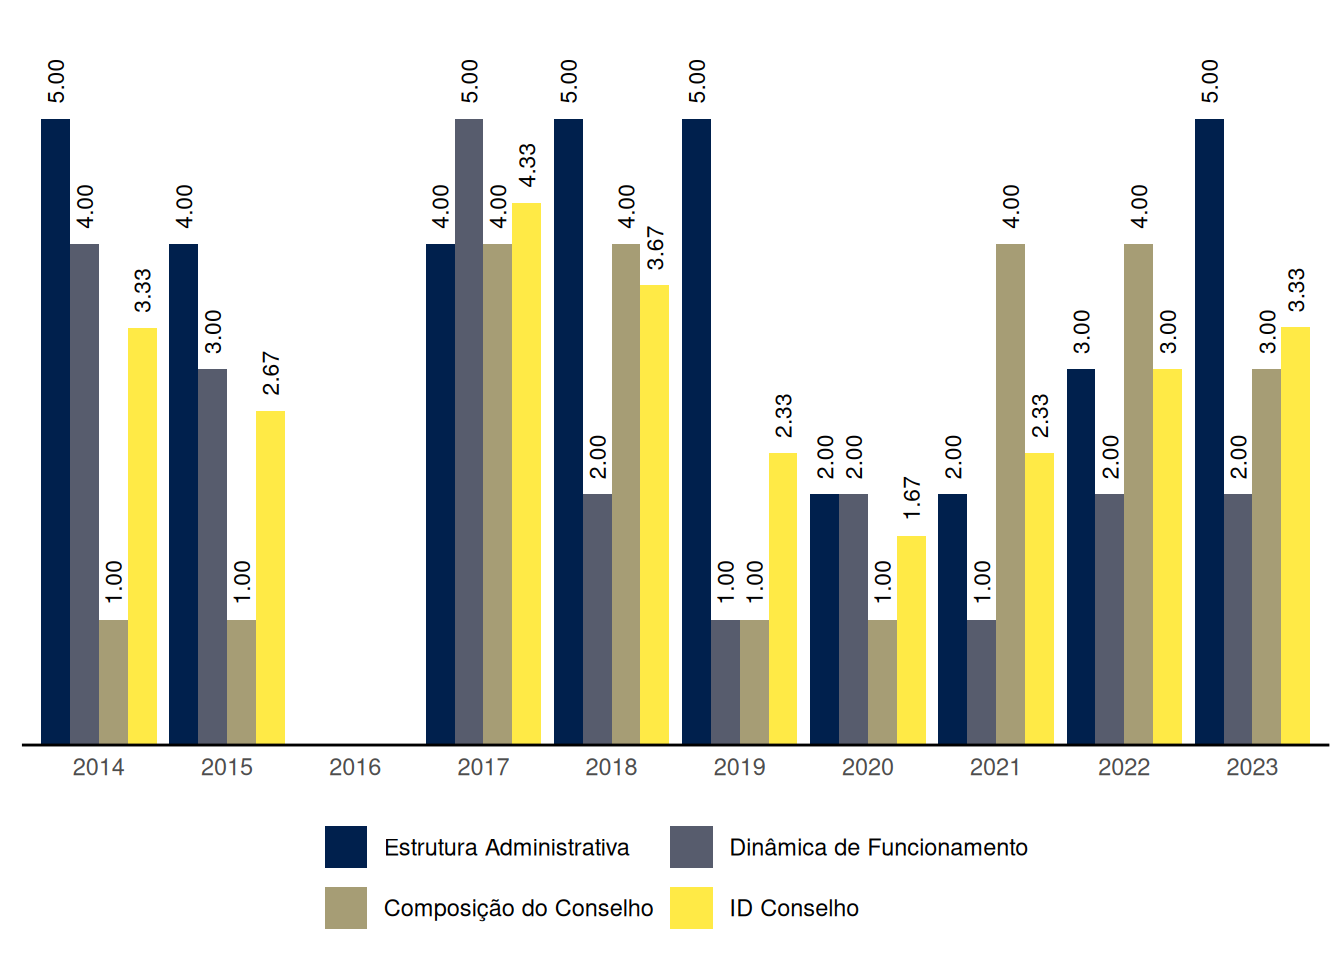 5.00 4.00 1.00 3.33
4.00 3.00 1.00 2.67
4.00 5.00 4.00 4.33
5.00 2.00 4.00 3.67
5.00 1.00 1.00 2.33
2.00 2.00 1.00 1.67
2.00 1.00 4.00 2.33
3.00 2.00 4.00 3.00
5.00 2.00 3.00 3.33
2014 2015 2016 2017 2018 2019 2020 2021 2022 2023
Estrutura Administrativa Dinâmica de Funcionamento
Composição do Conselho ID Conselho